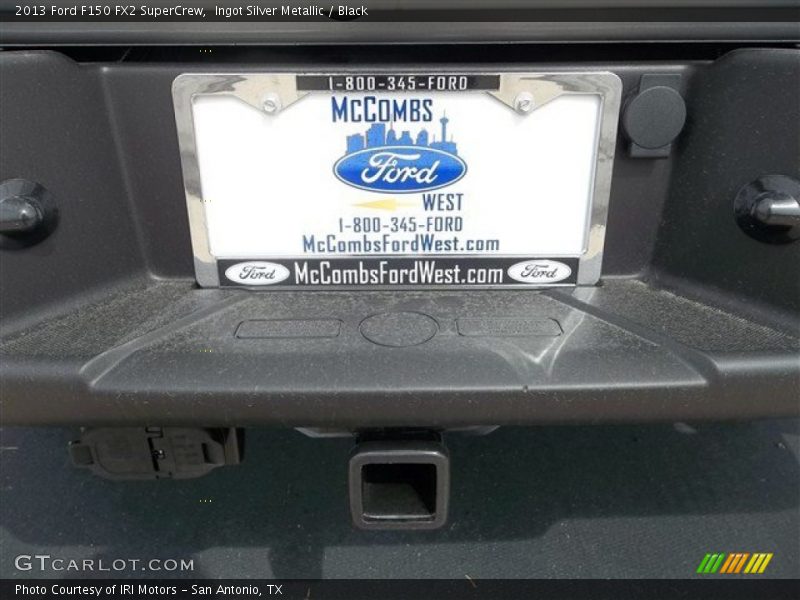 2013 Ford F150 FX2 SuperCrew,  Ingot Silver Metallic / Black
1-800-345-FORD
McCOMBS
Ford
WEST
1-800-345-FORD
McCombsFordWest.com
Ford McCombsFordWest.com Ford
GTCARLOT.COM
Photo Courtesy of IRI Motors – San Antonio, TX